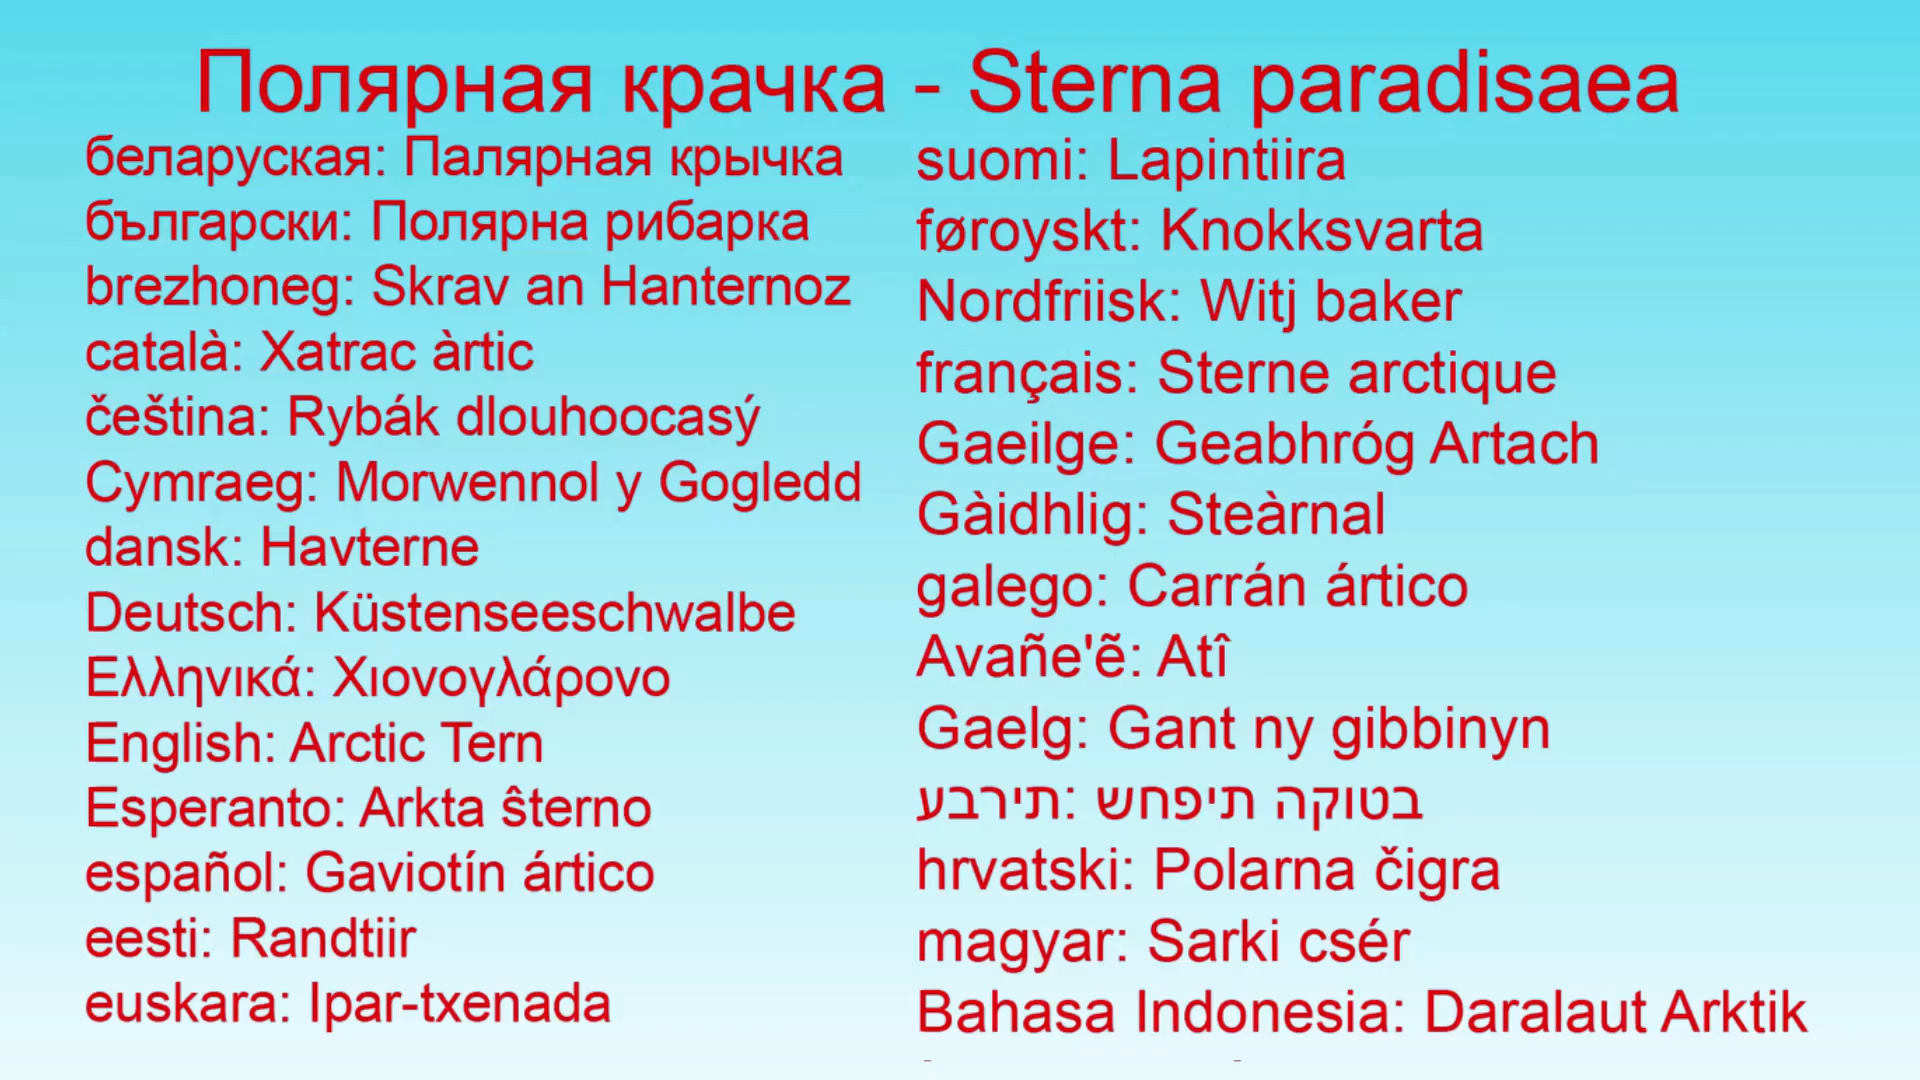 Полярная крачка - Sterna paradisaea
беларуская: Палярная крычка
български: Полярна рибарка
brezhoneg: Skrav an Hanternoz
català: Xatrac àrtic
čeština: Rybák dlouhoocasý
Cymraeg: Morwennol y Gogledd
dansk: Havterne
Deutsch: Küstenseeschwalbe
Ελληνικά: Χιονογλάρονο
English: Arctic Tern
Esperanto: Arkta ŝterno
español: Gaviotín ártico
eesti: Randtiir
euskara: Ipar-txenada
suomi: Lapintiira
føroyskt: Knokksvarta
Nordfriisk: Witj baker
français: Sterne arctique
Gaeilge: Geabhróg Artach
Gàidhlig: Steàrnal
galego: Carrán ártico
Avañe'ẽ: Atî
Gaelg: Gant ny gibbinyn
בטוקה תיפחש :תירבע
hrvatski: Polarna čigra
magyar: Sarki csér
Bahasa Indonesia: Daralaut Arktik